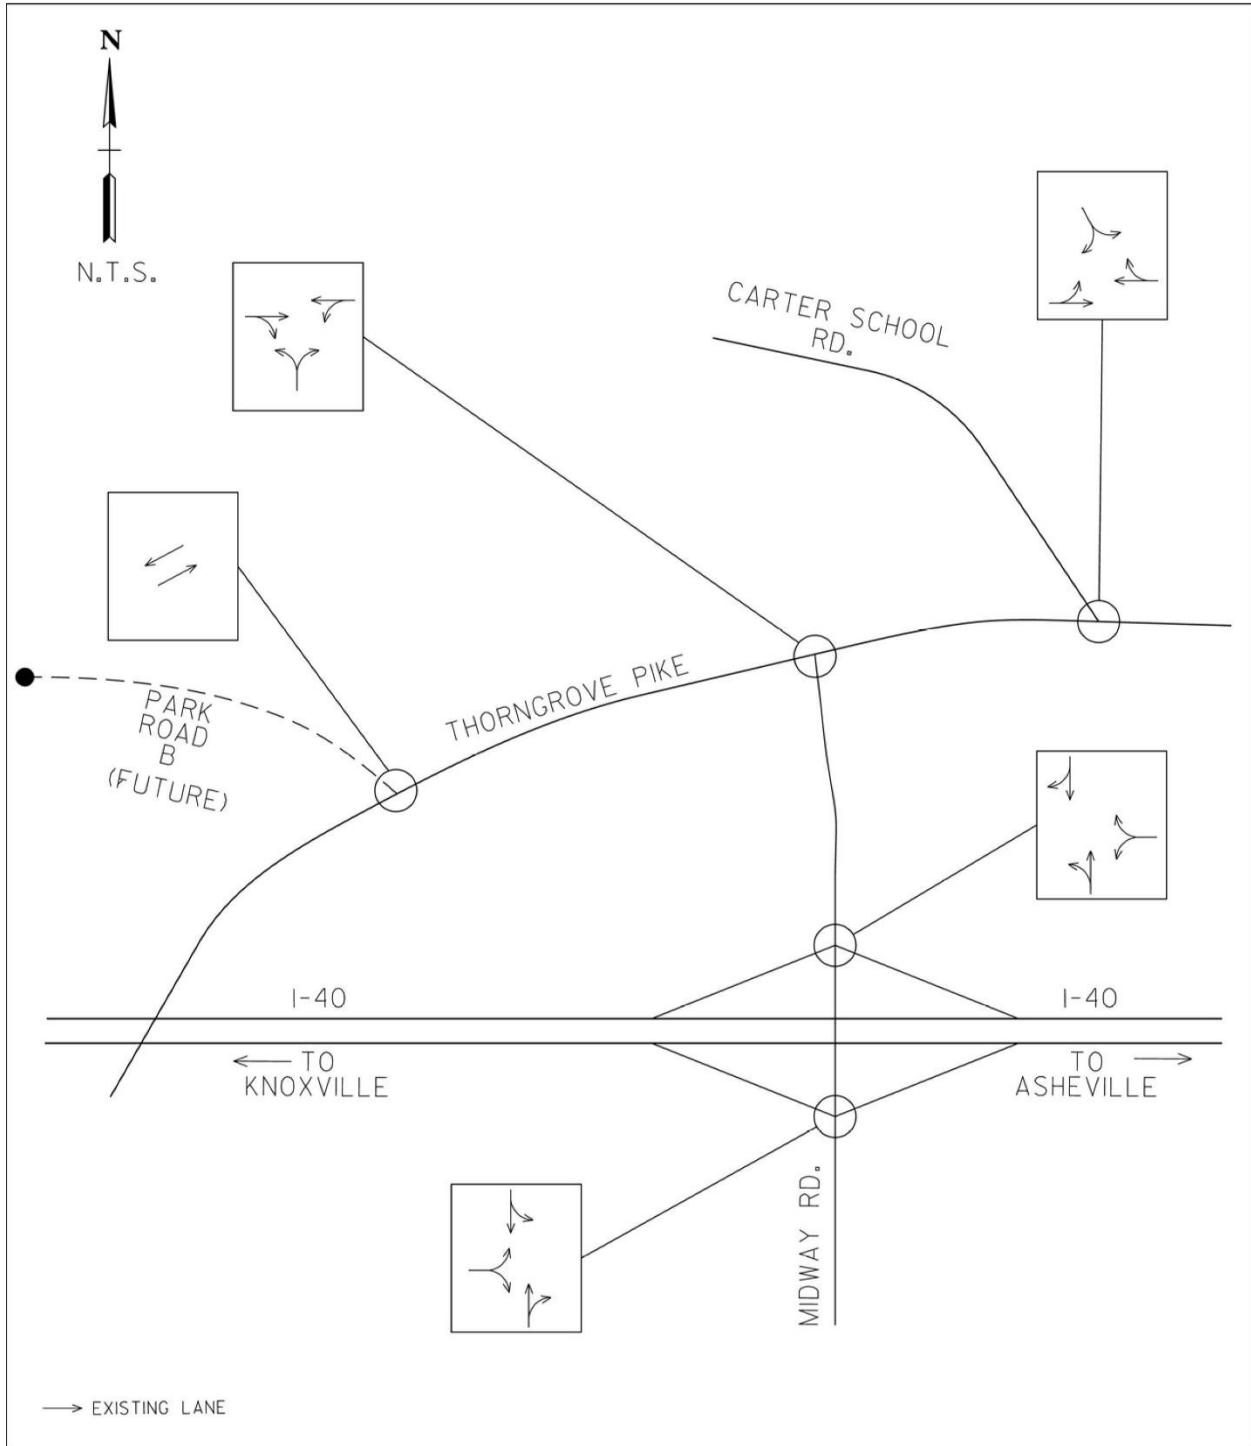 N
N.T.S.
CARTER SCHOOL
RD.
THORNGROVE PIKE
PARK
ROAD
B
(FUTURE)
I-40
I-40
TO
KNOXVILLE
TO
ASHEVILLE
MIDWAY RD.
EXISTING LANE